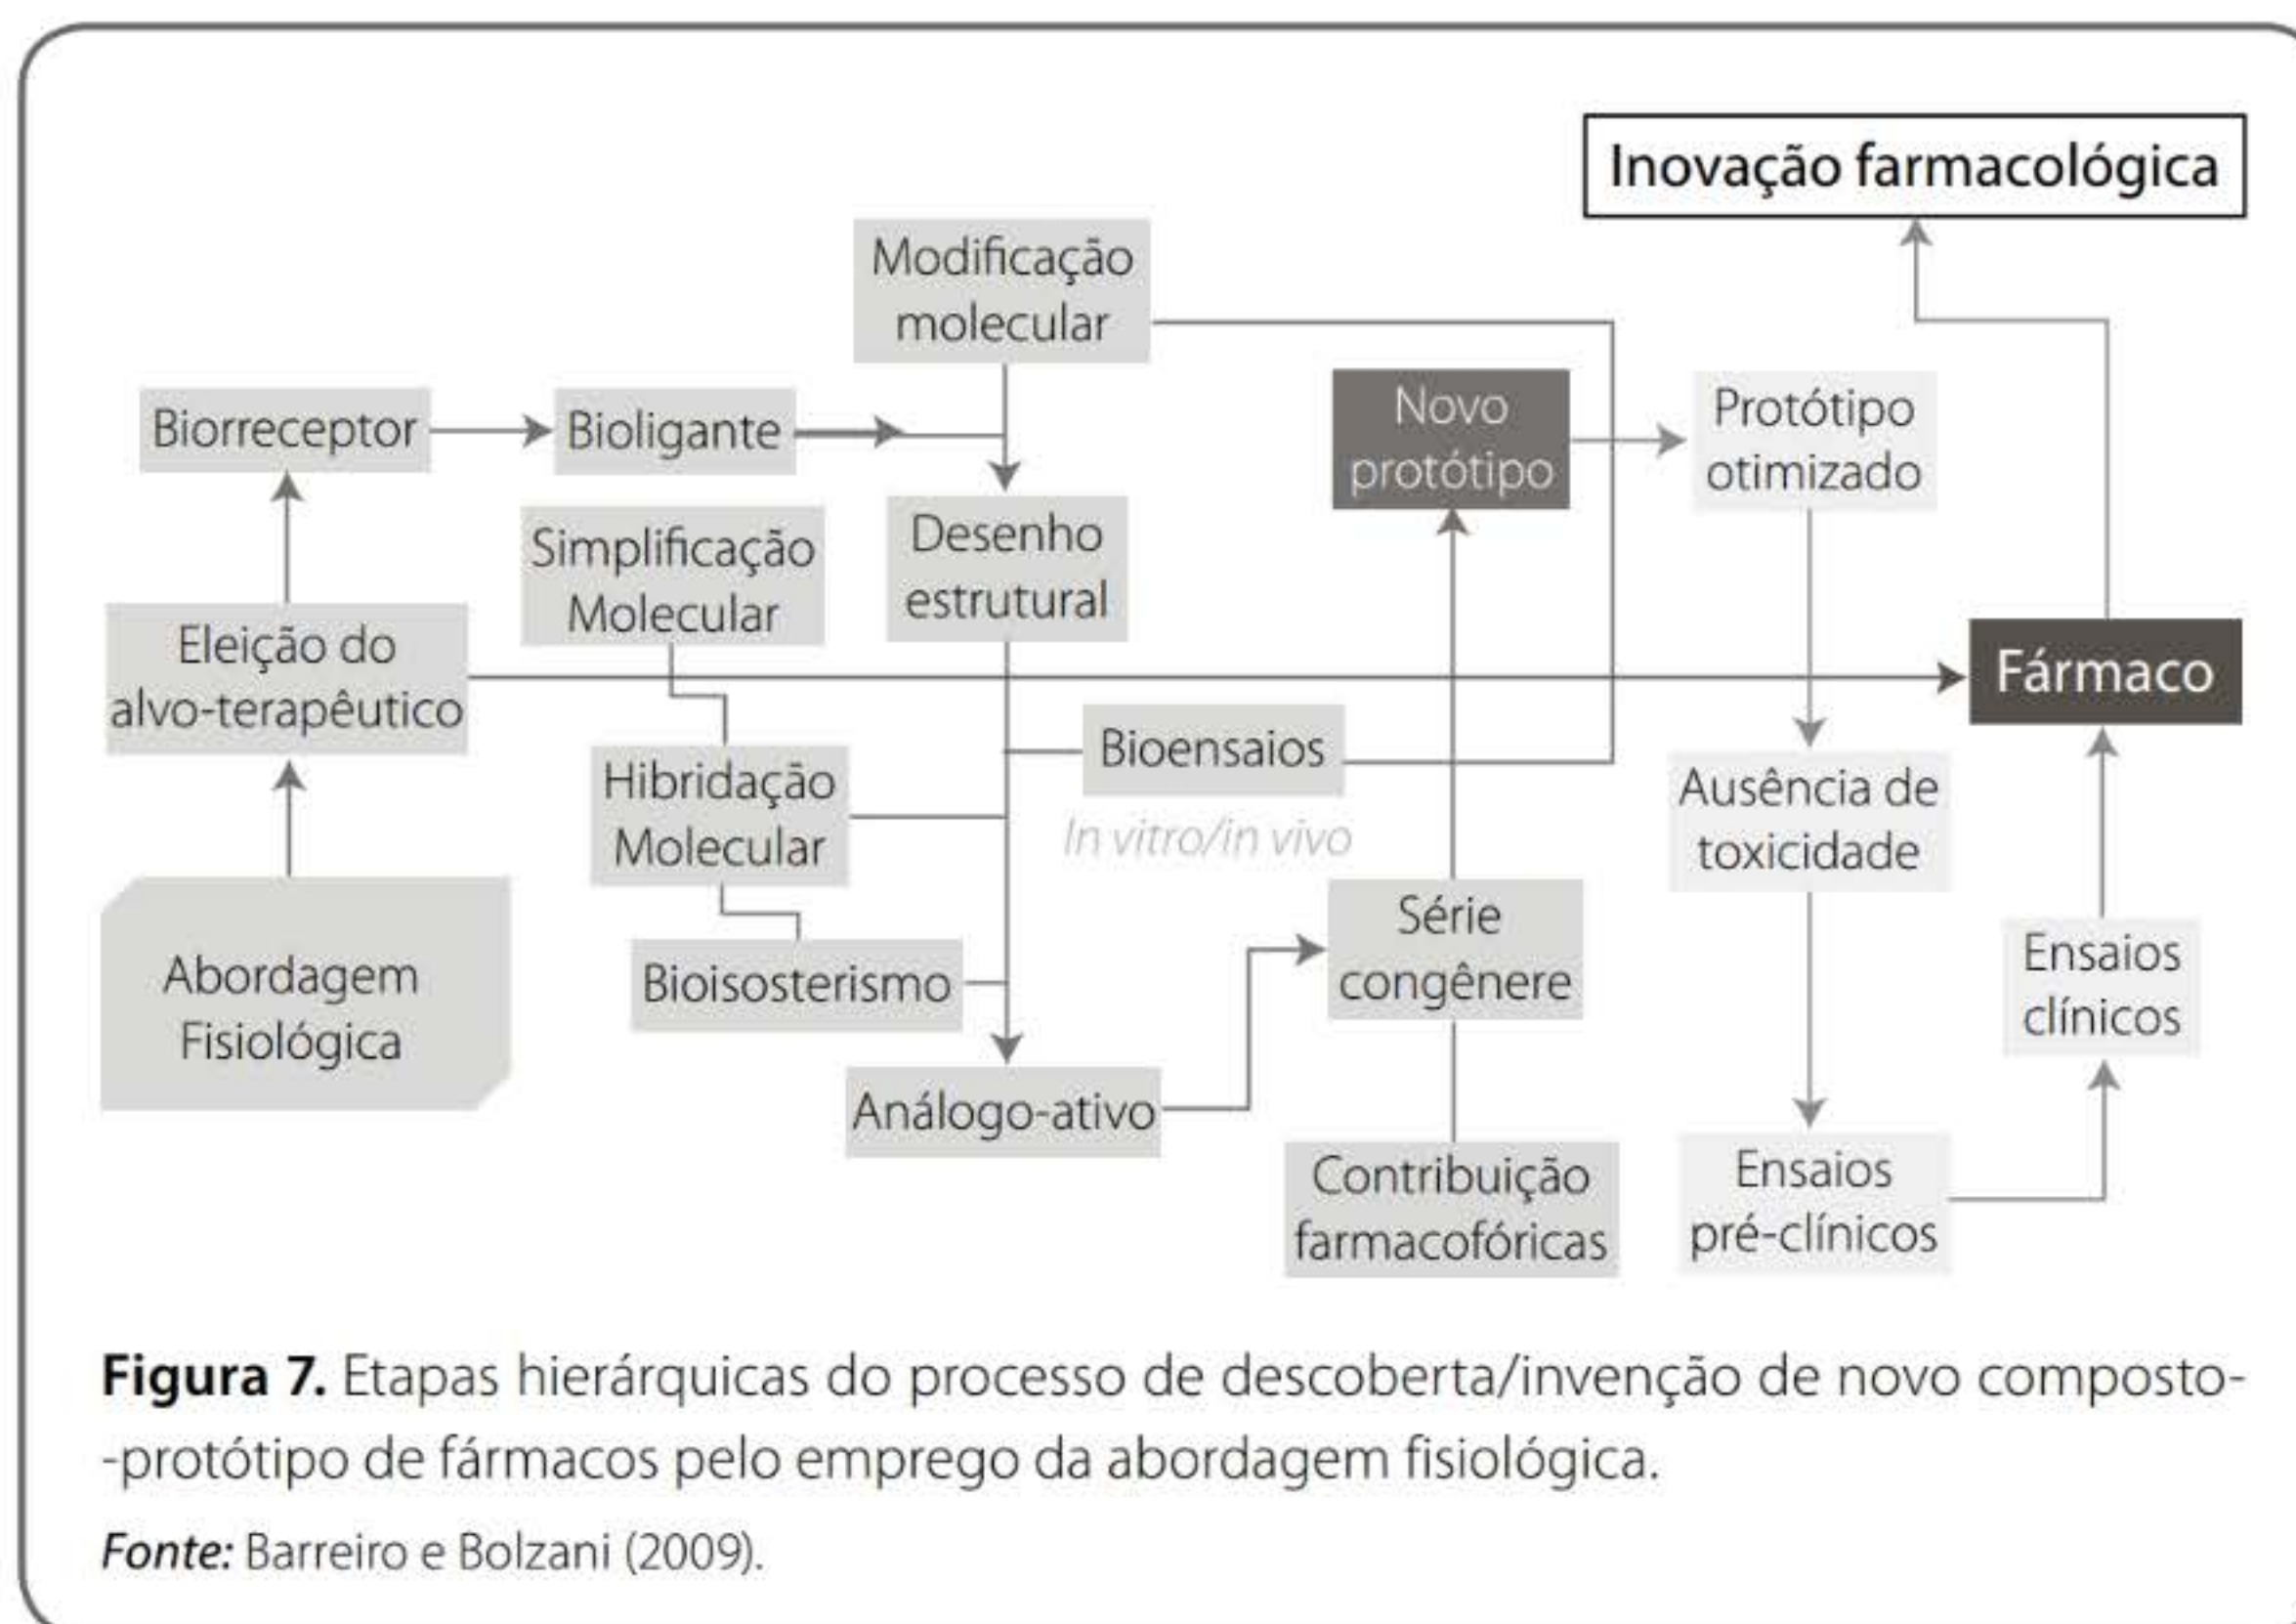 Inovação farmacológica
Modificação
molecular
Biorreceptor
Bioligante
Novo
protótipo
Protótipo
otimizado
Simplificação
Molecular
Desenho
estrutural
Eleição do
alvo-terapêutico
Fármaco
Bioensaios
In vitro/in vivo
Hibridação
Molecular
Ausência de
toxicidade
Abordagem
Fisiológica
Bioisosterismo
Série
congênere
Ensaios
clínicos
Análogo-ativo
Contribuição
farmacofóricas
Ensaios
pré-clínicos
Figura 7. Etapas hierárquicas do processo de descoberta/invenção de novo composto-
-protótipo de fármacos pelo emprego da abordagem fisiológica.
Fonte: Barreiro e Bolzani (2009).